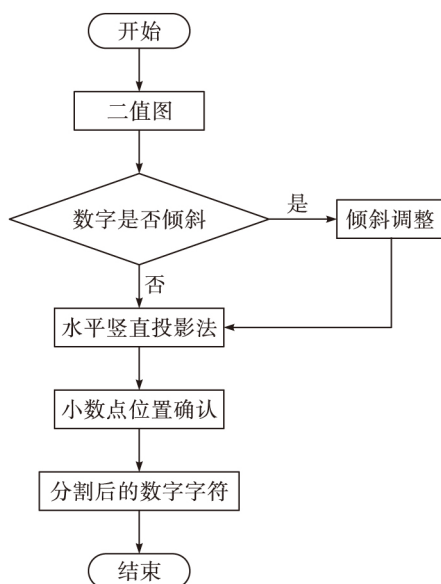 开始
二值图
数字是否倾斜
是
倾斜调整
否
水平竖直投影法
小数点位置确认
分割后的数字字符
结束